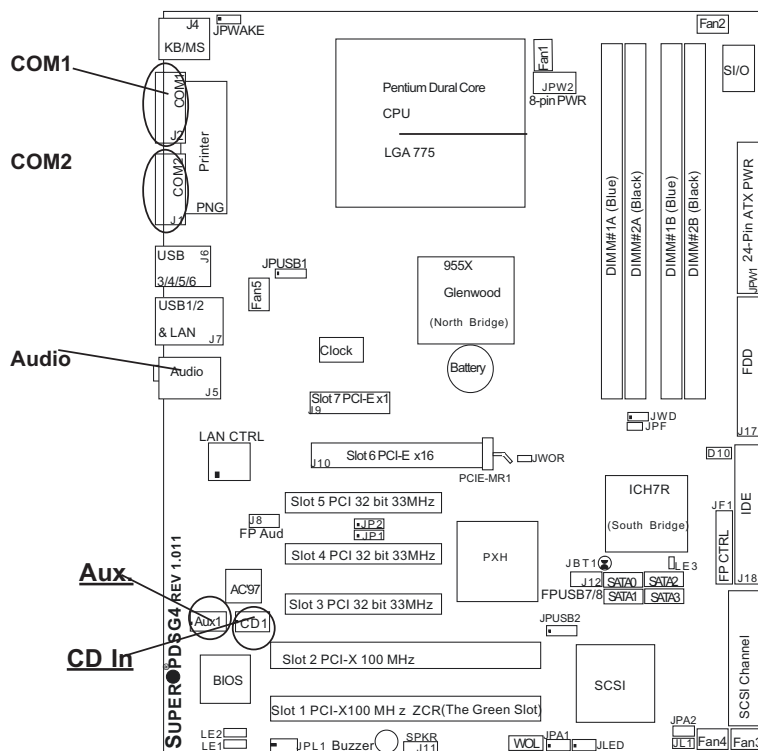 J4
KB/MS
JPWAKE
Fan2
COM1
COM1
J2
Printer
COM2
COM2
J1
PNG
Pentium Dural Core
CPU
LGA 775
Fan1
JPW2
8-pin PWR
SI/O
DIMM#1A (Blue)
DIMM#2A (Black)
DIMM#1B (Blue)
DIMM#2B (Black)
24-Pin ATX PWR
JPW1
USB
J6
3/4/5/6
JPUSB1
Fan5
USB1/2
& LAN
J7
955X
Glenwood
(North Bridge)
Audio
Audio
J5
Clock
Battery
FDD
J17
Slot 7 PCI-E x1
J9
JWD
JPF
LAN CTRL
J10
Slot 6 PCI-E x16
PCIE-MR1
JWOR
D10
ICH7R
(South Bridge)
JF1
FP CTRL
IDE
J18
Slot 5 PCI 32 bit 33MHz
J8
FP Aud
JP2
JP1
Slot 4 PCI 32 bit 33MHz
PXH
JBT1
LE3
J12
FPUSB7/8
SATA0
SATA2
SATA1
SATA3
Aux.
AC'97
Aux1
CD1
Slot 3 PCI 32 bit 33MHz
JPUSB2
CD In
Slot 2 PCI-X 100 MHz
BIOS
SCSI
SCSI Channel
SUPER®PDSG4 REV 1.011
Slot 1 PCI-X100 MH z ZCR(The Green Slot)
LE2
LE1
JPL1
Buzzer
SPKR
J11
WOL
JPA1
JLED
JPA2
JL1
Fan4
Fan3